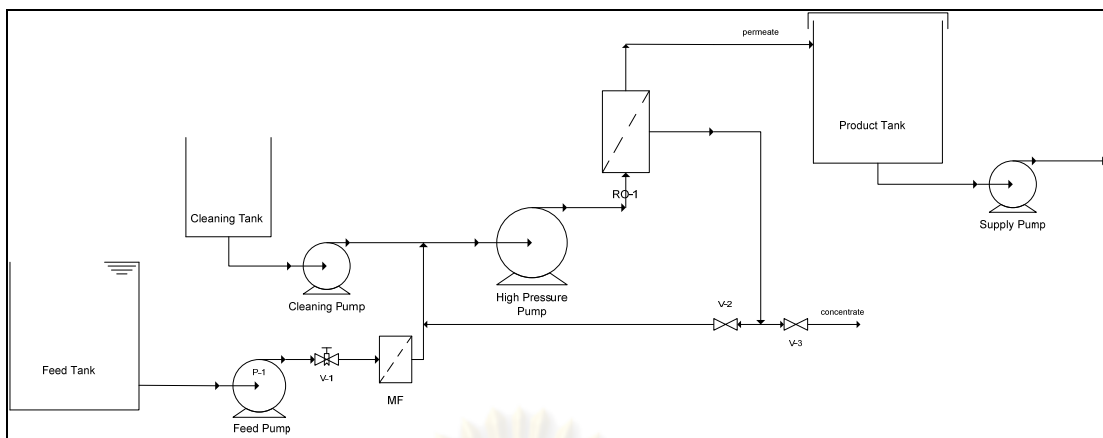 permeate
Product Tank
RO-1
Cleaning Tank
Supply Pump
Cleaning Pump
High Pressure
Pump
V-2
concentrate
V-3
Feed Tank
P-1
V-1
MF
Feed Pump